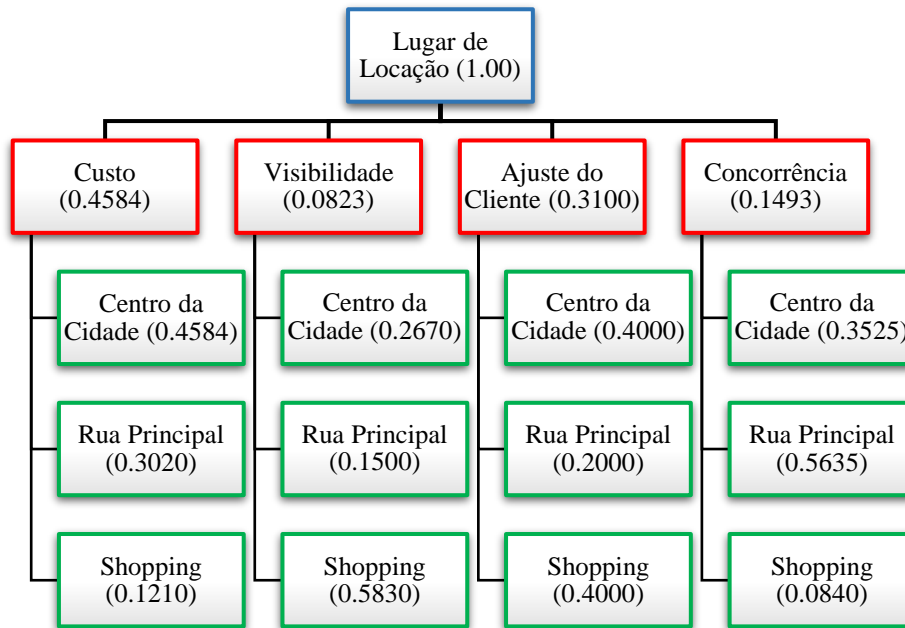 Lugar de
Locação (1.00)
Custo
(0.4584)
Visibilidade
(0.0823)
Ajuste do
Cliente (0.3100)
Concorrência
(0.1493)
Centro da
Cidade (0.4584)
Centro da
Cidade (0.2670)
Centro da
Cidade (0.4000)
Centro da
Cidade (0.3525)
Rua Principal
(0.3020)
Rua Principal
(0.1500)
Rua Principal
(0.2000)
Rua Principal
(0.5635)
Shopping
(0.1210)
Shopping
(0.5830)
Shopping
(0.4000)
Shopping
(0.0840)